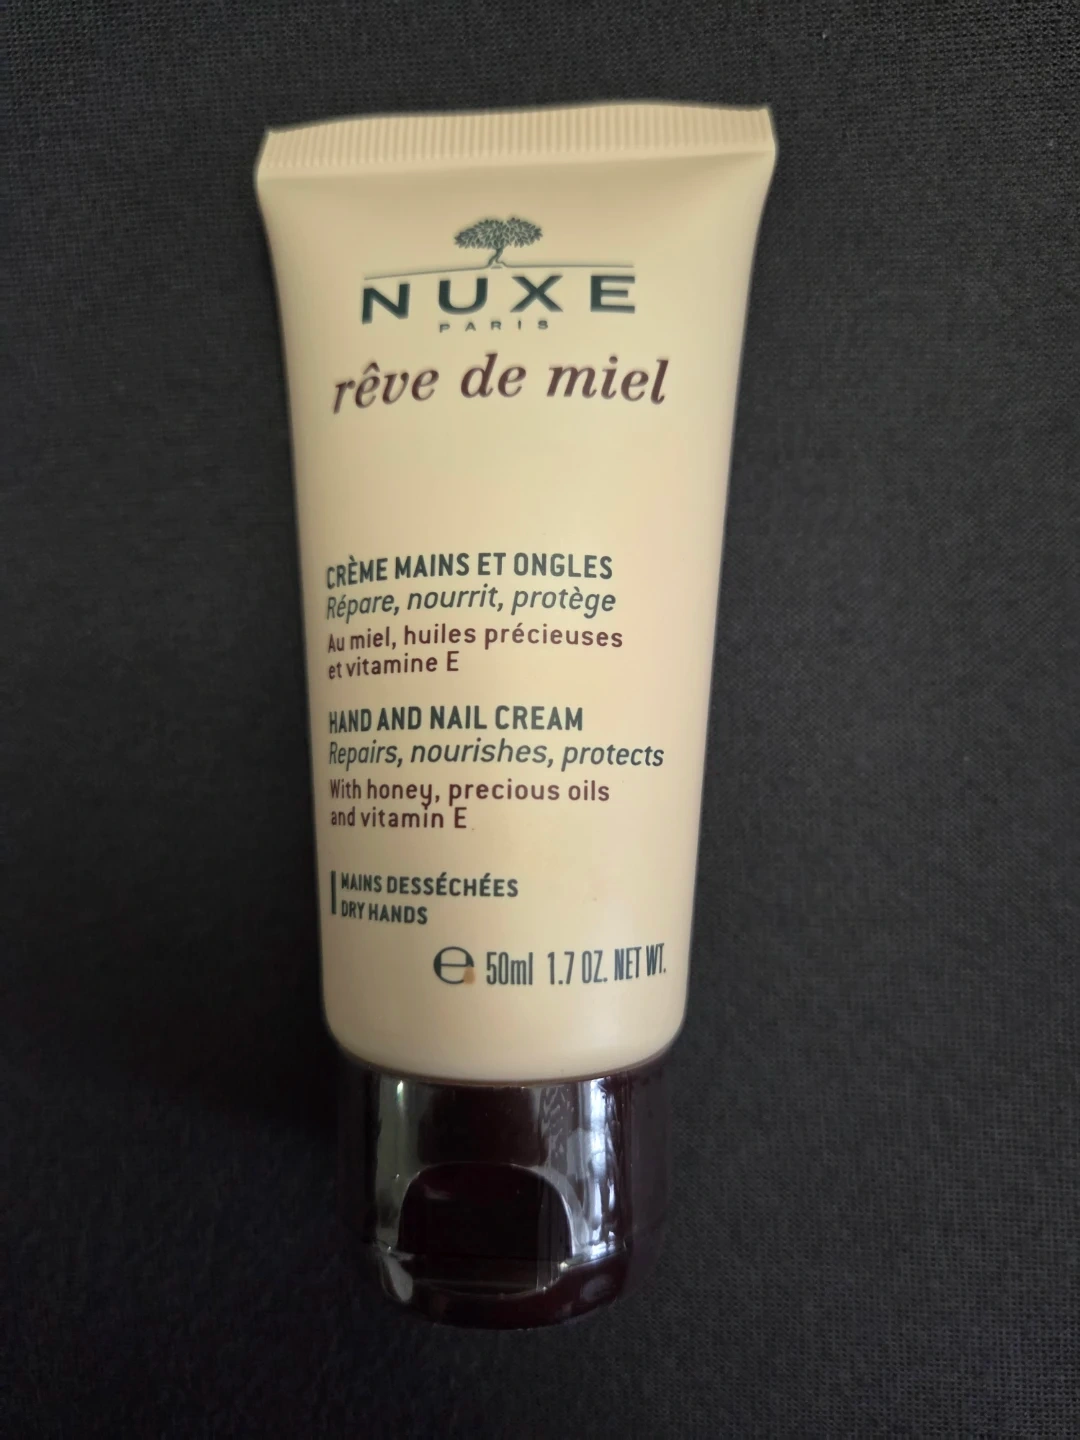 NUXE
PARIS
rêve de miel
CRÈME MAINS ET ONGLES
Répare, nourrit, protège
Au miel, huiles précieuses
et vitamine E
HAND AND NAIL CREAM
Repairs, nourishes, protects
With honey, precious oils
and vitamin E
MAINS DESSÉCHÉES
DRY HANDS
℮ 50ml 1.7 OZ. NET WT.